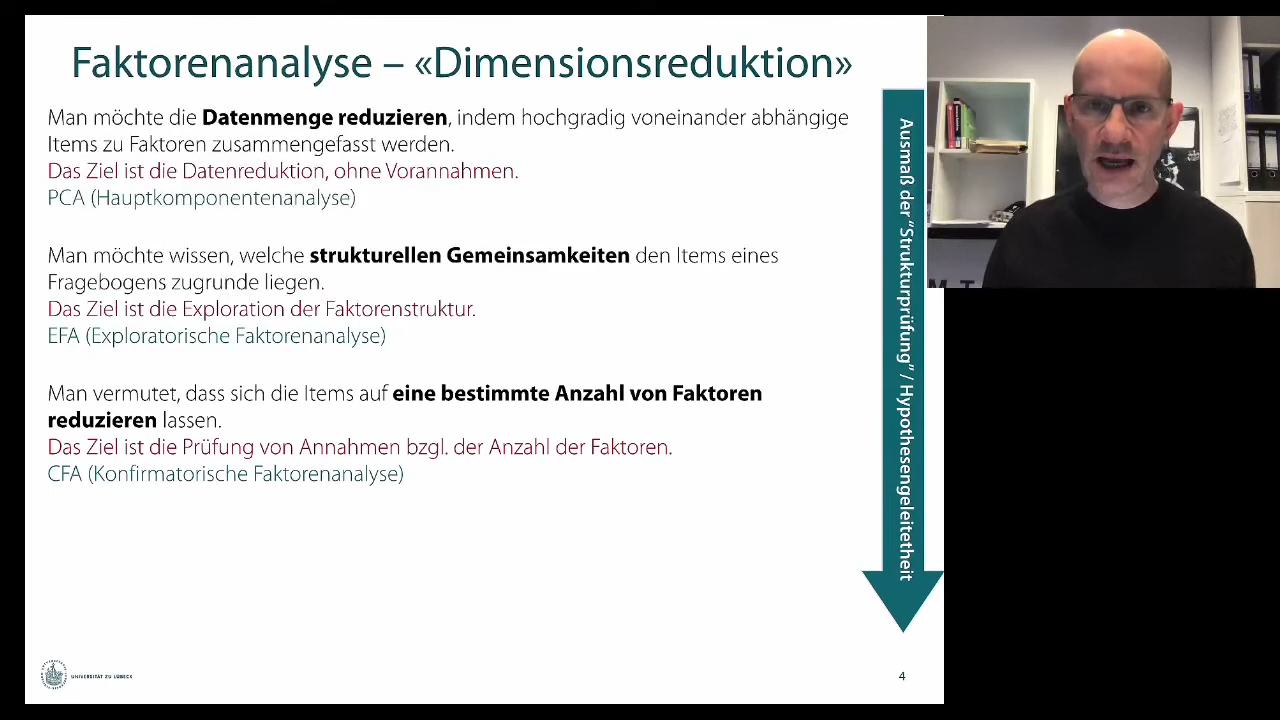 Faktorenanalyse – «Dimensionsreduktion»
Man möchte die Datenmenge reduzieren, indem hochgradig voneinander abhängige
Items zu Faktoren zusammengefasst werden.
Das Ziel ist die Datenreduktion, ohne Vorannahmen.
PCA (Hauptkomponentenanalyse)
Man möchte wissen, welche strukturellen Gemeinsamkeiten den Items eines
Fragebogens zugrunde liegen.
Das Ziel ist die Exploration der Faktorenstruktur.
EFA (Exploratorische Faktorenanalyse)
Man vermutet, dass sich die Items auf eine bestimmte Anzahl von Faktoren
reduzieren lassen.
Das Ziel ist die Prüfung von Annahmen bzgl. der Anzahl der Faktoren.
CFA (Konfirmatorische Faktorenanalyse)
Ausmaß der "Strukturprüfung" / Hypothesengeleitetheit
UNIVERSITÄT ZU LÜBECK
4